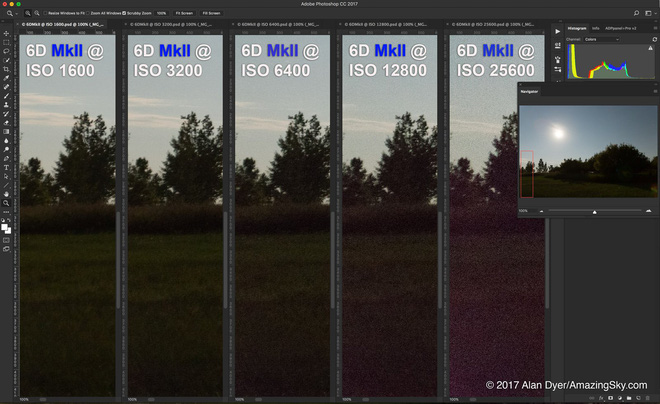 Adobe Photoshop CC 2017
Resize Windows to Fit
Zoom All Windows
Scrubby Zoom
100%
Fit Screen
Fill Screen
6D MkII @
ISO 1600
6D MkII @
ISO 3200
6D MkII @
ISO 6400
6D MkII @
ISO 12800
6D MkII @
ISO 25600
Histogram
Info
Channel:
Colors
Navigator
100%
100%
100%
100%
100%
100%
© 2017 Alan Dyer/AmazingSky.com